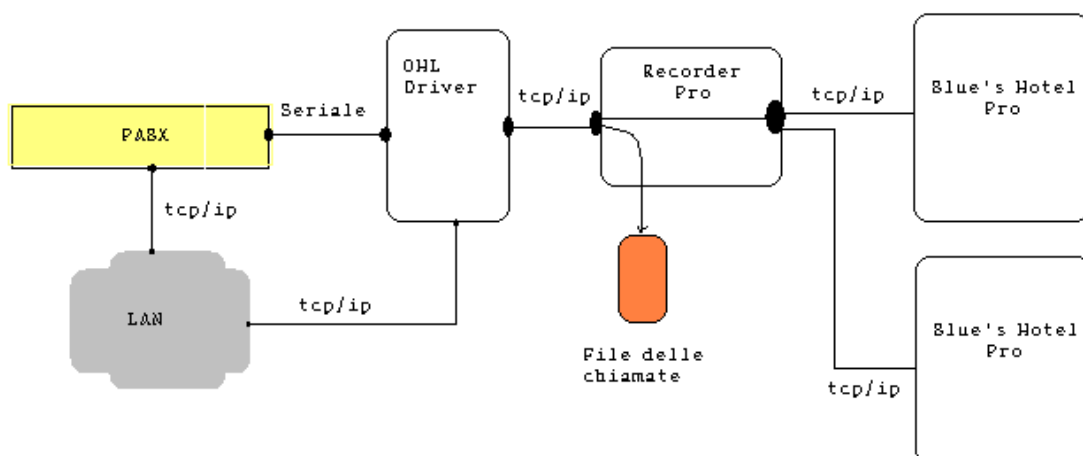 OHL
Driver
Recorder
Pro
tcp/ip
tcp/ip
Blue's Hotel
Pro
Seriale
PABX
tcp/ip
tcp/ip
LAN
File delle
chiamate
Blue's Hotel
Pro
tcp/ip